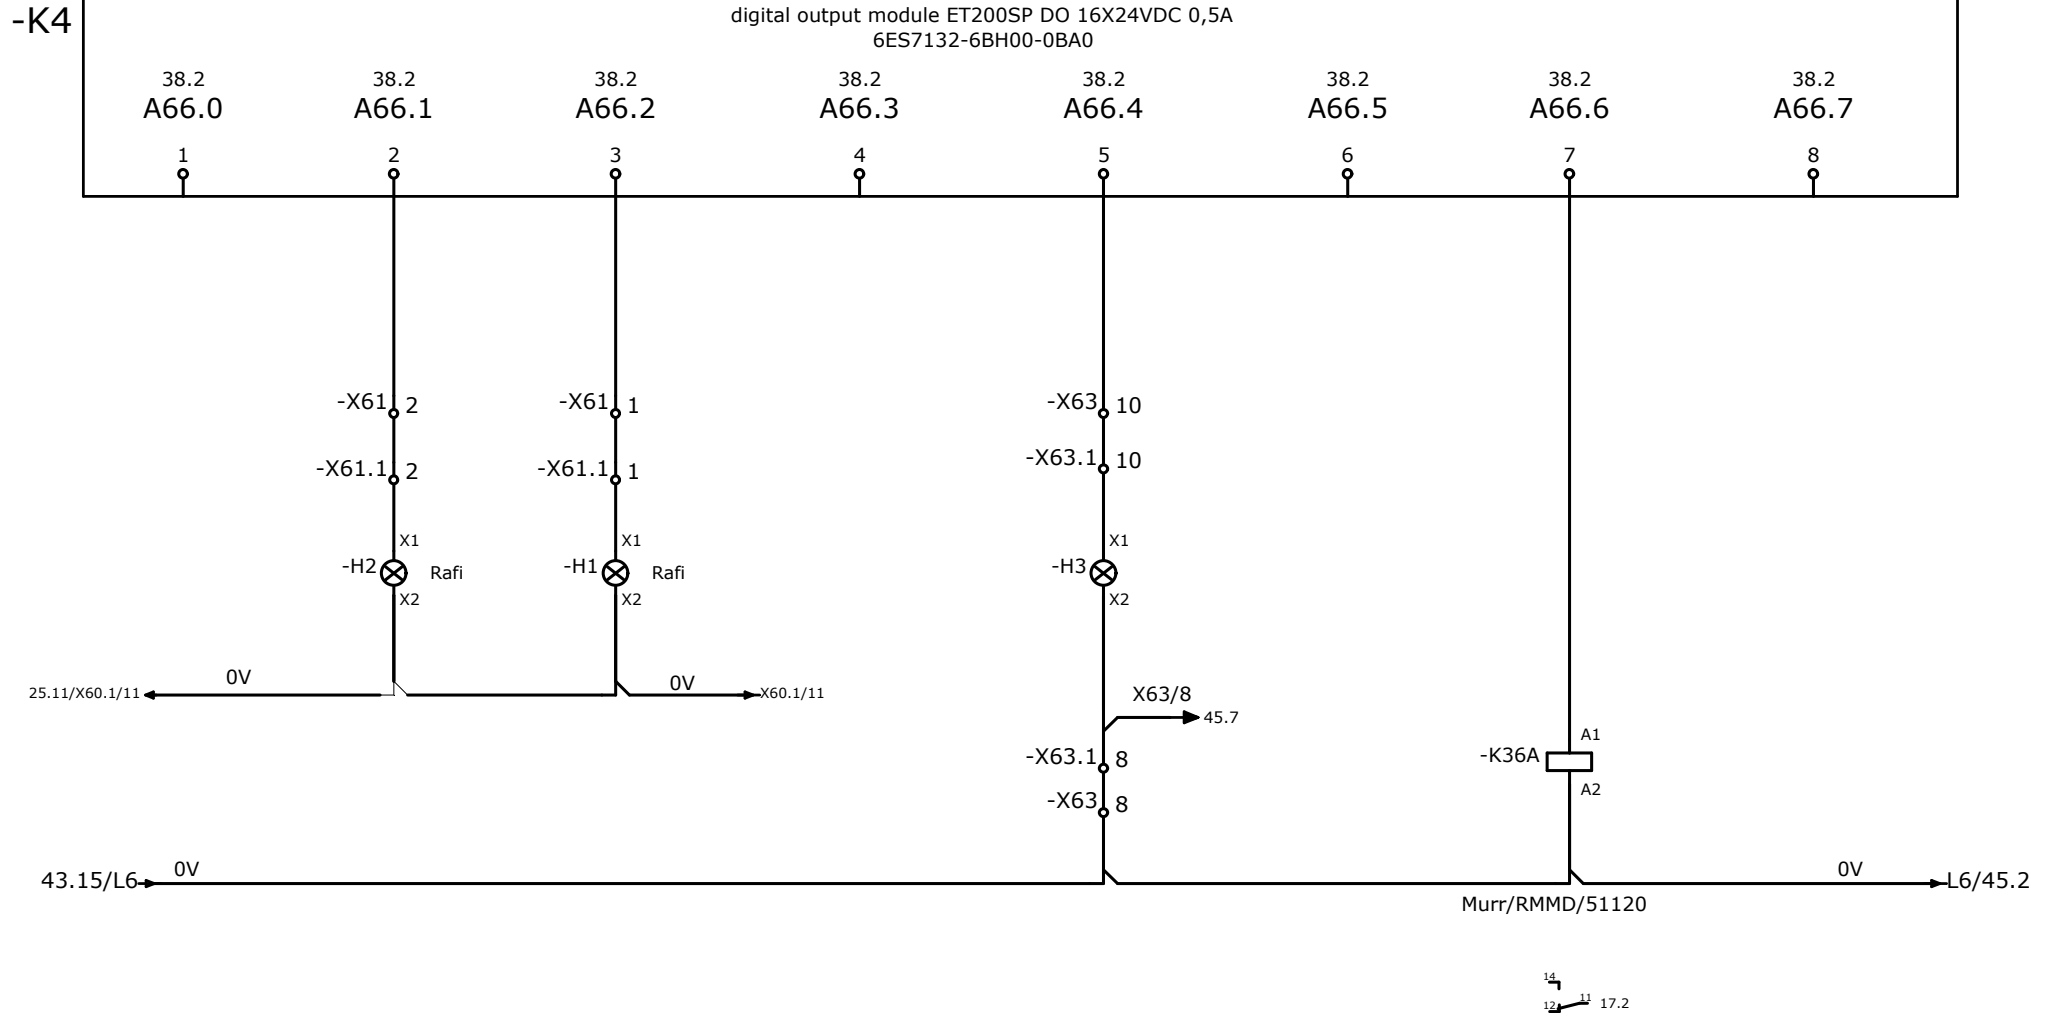 -K4
digital output module ET200SP DO 16X24VDC 0,5A
6ES7132-6BH00-0BA0
38.2 38.2 38.2 38.2 38.2 38.2 38.2 38.2
A66.0 A66.1 A66.2 A66.3 A66.4 A66.5 A66.6 A66.7
1 2 3 4 5 6 7 8
-X61 2 -X61 1 -X63 10
-X61.1 2 -X61.1 1 -X63.1 10
X1 X1 X1
-H2 Rafi -H1 Rafi -H3
X2 X2 X2
0V 0V
25.11/X60.1/11 X60.1/11 X63/8
45.7
A1
-X63.1 8 -K36A
A2
-X63 8
0V 0V
43.15/L6 L6/45.2
Murr/RMMD/51120
14
12 11 17.2